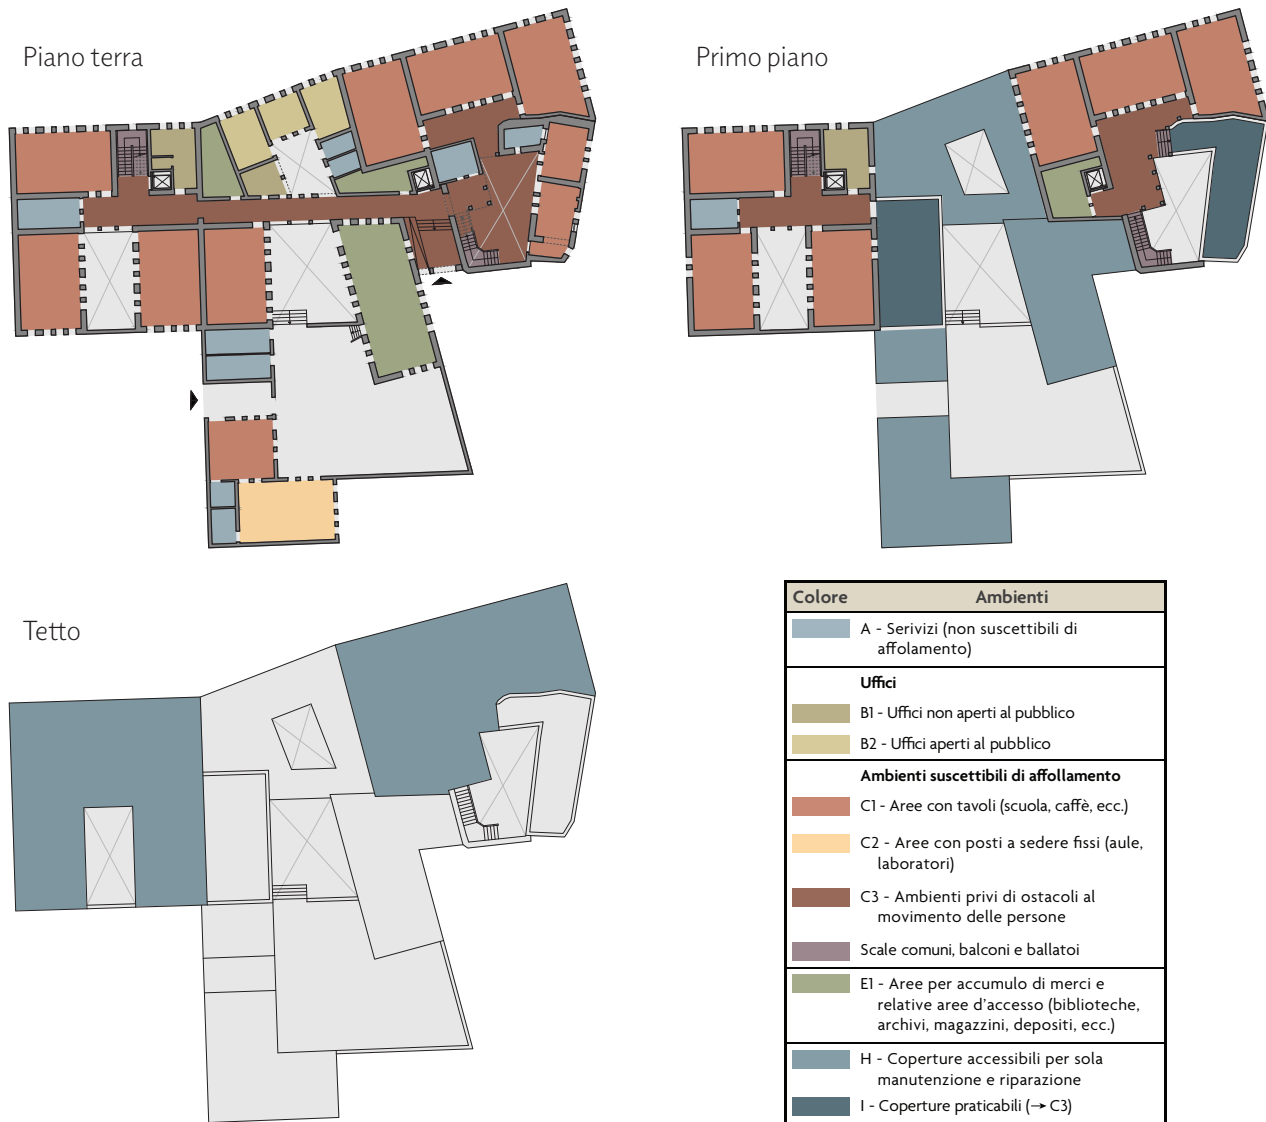 Piano terra
Primo piano
Tetto
Colore Ambienti
A - Serivizi (non suscettibili di
affolamento)
Uffici
B1 - Uffici non aperti al pubblico
B2 - Uffici aperti al pubblico
Ambienti suscettibili di affollamento
C1 - Aree con tavoli (scuola, caffè, ecc.)
C2 - Aree con posti a sedere fissi (aule,
laboratori)
C3 - Ambienti privi di ostacoli al
movimento delle persone
Scale comuni, balconi e ballatoi
E1 - Aree per accumulo di merci e
relative aree d’accesso (biblioteche,
archivi, magazzini, depositi, ecc.)
H - Coperture accessibili per sola
manutenzione e riparazione
I - Coperture praticabili (→ C3)